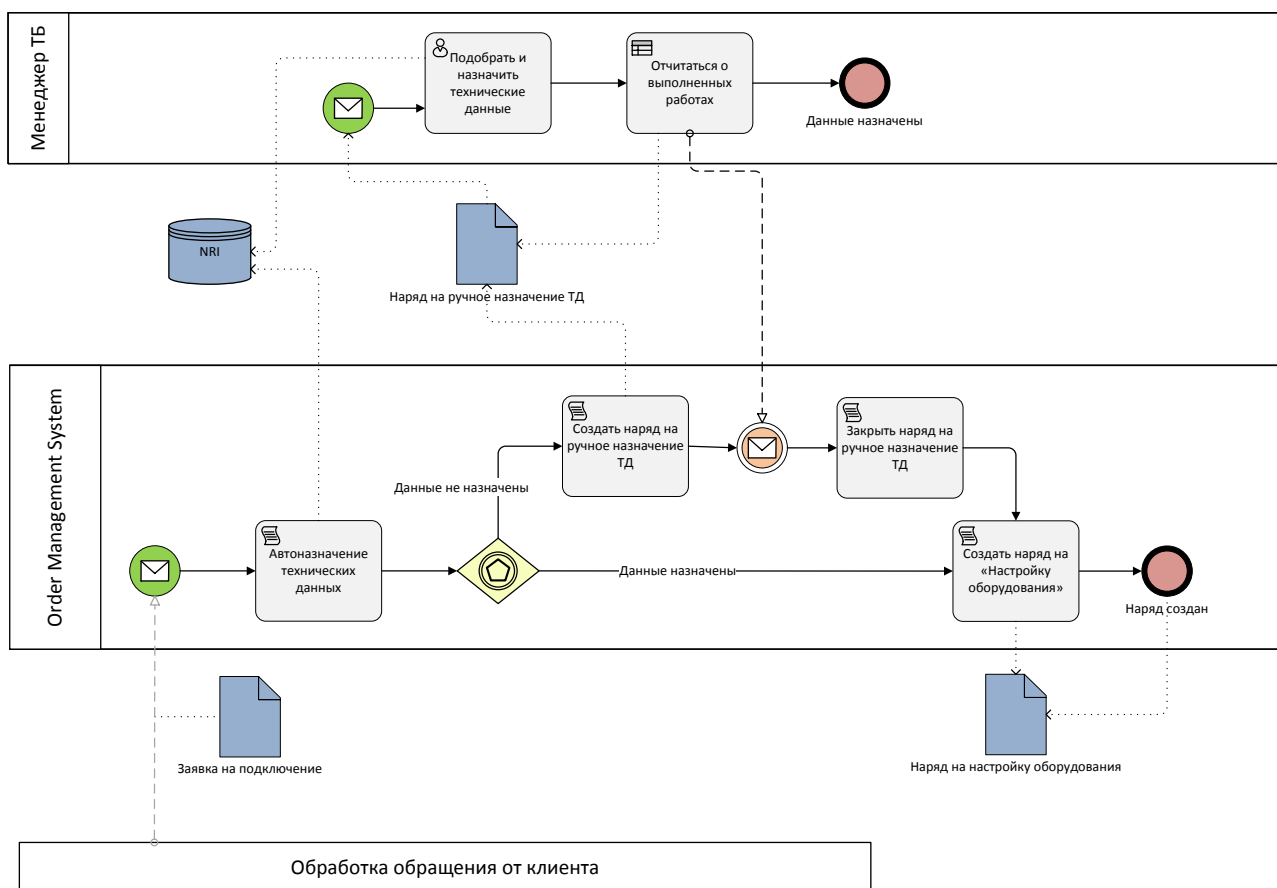 Менеджер ТБ
Подобрать и
назначить
технические
данные
Отчитаться о
выполненных
работах
Данные назначены
NRI
Наряд на ручное назначение ТД
Order Management System
Создать наряд на
ручное назначение
ТД
Закрыть наряд на
ручное назначение
ТД
Данные не назначены
Автоназначение
технических
данных
Данные назначены
Создать наряд на
«Настройку
оборудования»
Наряд создан
Заявка на подключение
Наряд на настройку оборудования
Обработка обращения от клиента